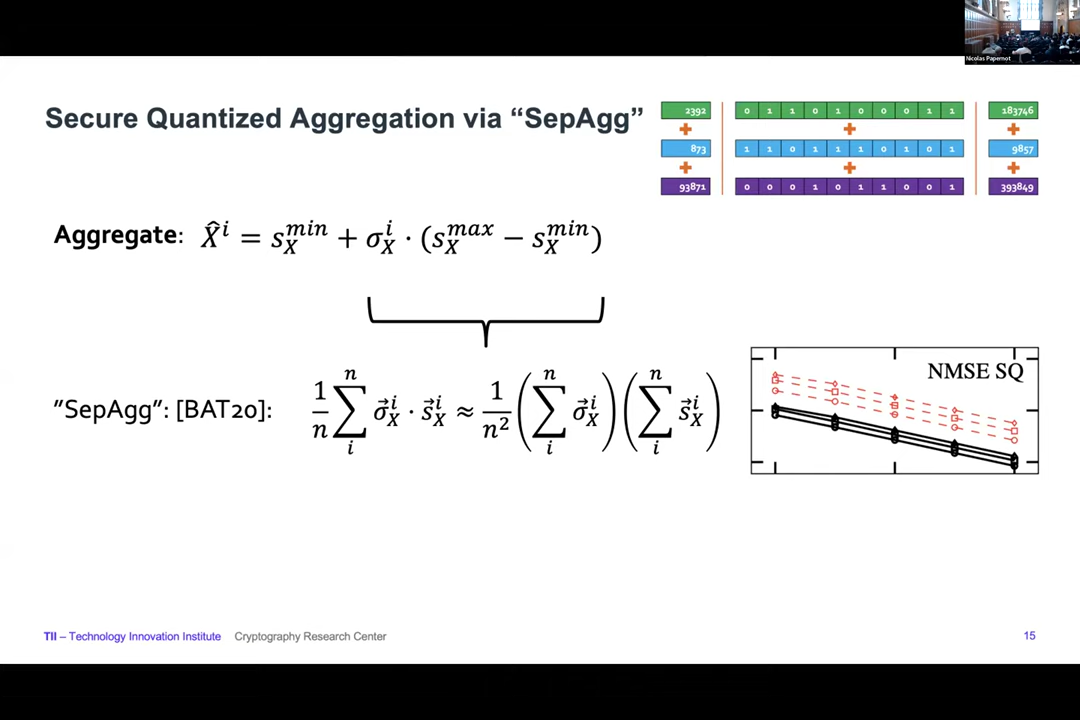 Nicolas Papernot
Secure Quantized Aggregation via “SepAgg”
2392 0 1 1 0 1 0 0 0 1 1 183746
+ + +
873 1 1 0 1 1 1 0 1 0 1 9857
+ + +
93871 0 0 0 1 0 1 1 0 0 1 393849
Aggregate: X̂^i = s_X^min + σ_X^i · (s_X^max − s_X^min)
”SepAgg”: [BAT20]: 1/n ∑_i^n σ⃗_X^i · s⃗_X^i ≈ 1/n² (∑_i^n σ⃗_X^i) (∑_i^n s⃗_X^i)
NMSE SQ
TII – Technology Innovation Institute Cryptography Research Center 15